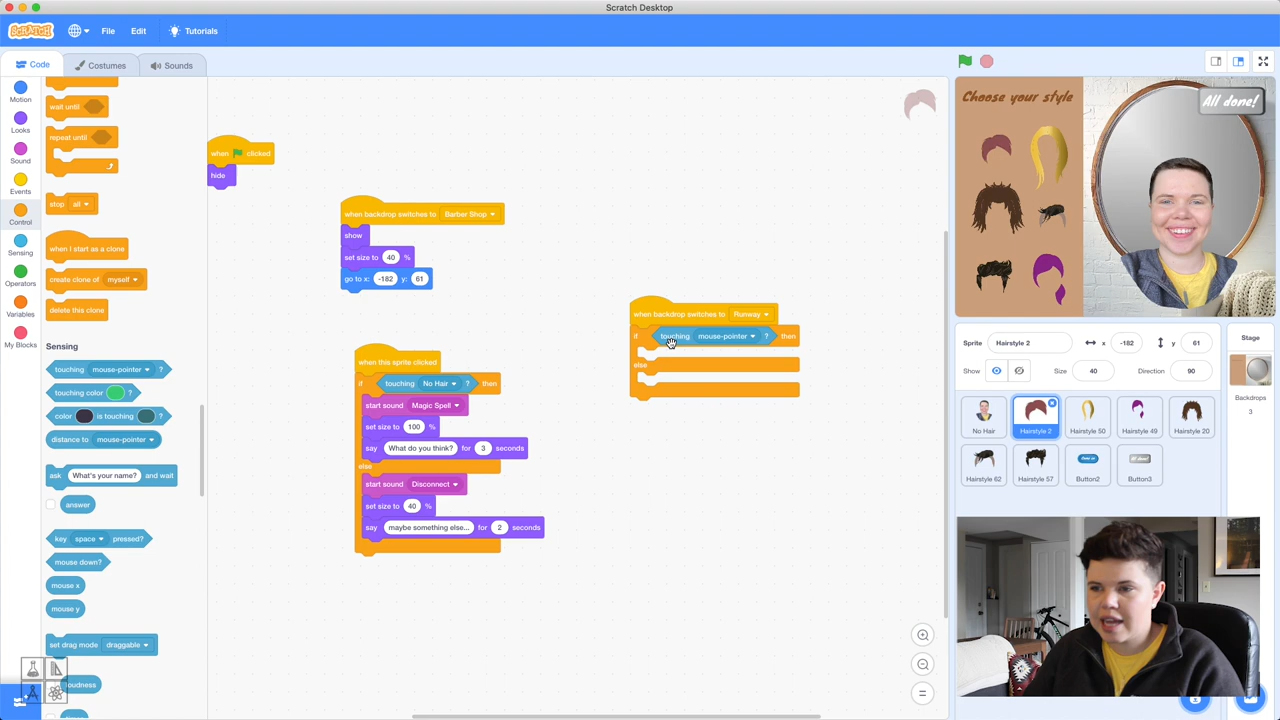 Scratch Desktop
SCRATCH File Edit Tutorials
Code Costumes Sounds
Motion
Looks
Sound
Events
Control
Sensing
Operators
Variables
My Blocks
wait until
repeat until
stop all
when I start as a clone
create clone of myself
delete this clone
Sensing
touching mouse-pointer ?
touching color ?
color is touching ?
distance to mouse-pointer
ask What's your name? and wait
answer
key space pressed?
mouse down?
mouse x
mouse y
set drag mode draggable
loudness
when clicked
hide
when backdrop switches to Barber Shop
show
set size to 40 %
go to x: -182 y: 61
when this sprite clicked
if touching No Hair ? then
start sound Magic Spell
set size to 100 %
say What do you think? for 3 seconds
else
start sound Disconnect
set size to 40 %
say maybe something else... for 2 seconds
when backdrop switches to Runway
if touching mouse-pointer ? then
else
Choose your style
All done!
Sprite Hairstyle 2 x -182 y 61
Show Size 40 Direction 90
Stage
Backdrops
3
No Hair Hairstyle 2 Hairstyle 50 Hairstyle 49 Hairstyle 20
Hairstyle 62 Hairstyle 57 Button2 Button3